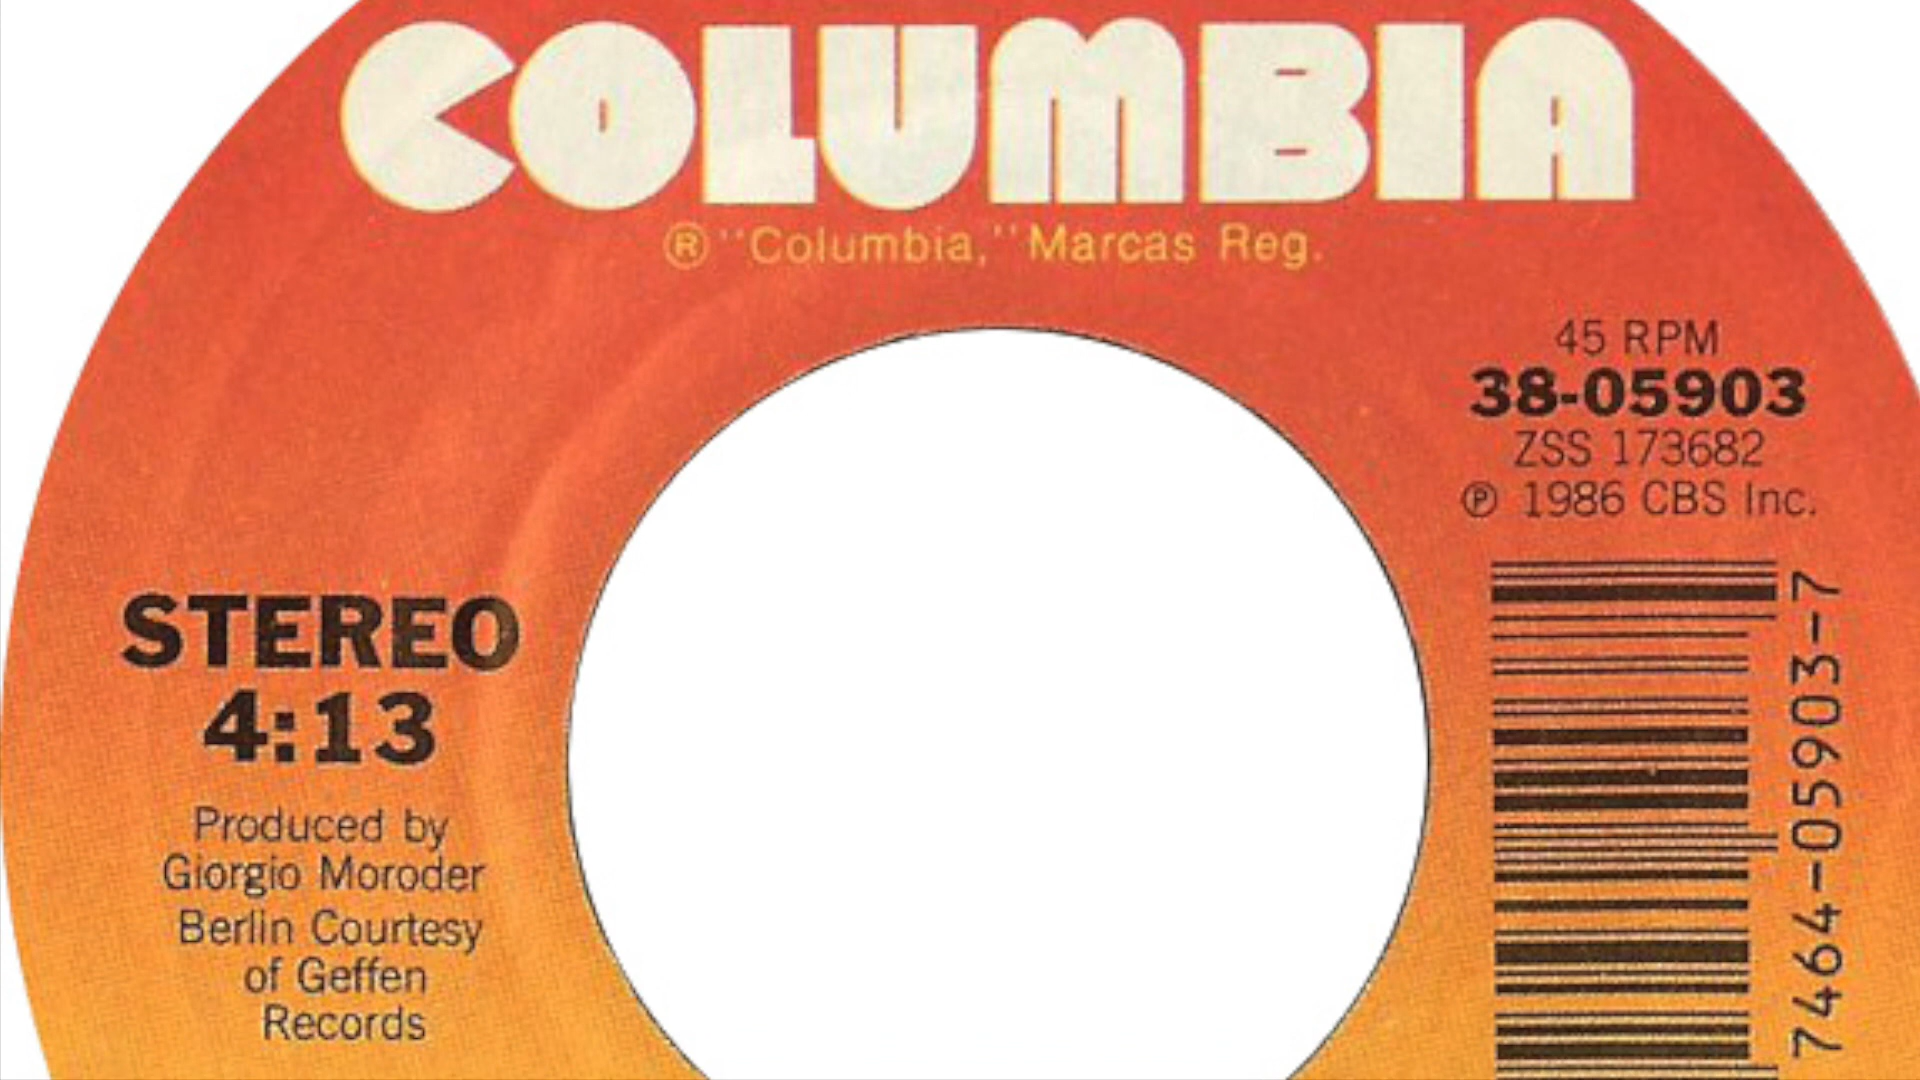 COLUMBIA
® "Columbia," Marcas Reg.
45 RPM
38-05903
ZSS 173682
℗ 1986 CBS Inc.
STEREO
4:13
Produced by
Giorgio Moroder
Berlin Courtesy
of Geffen
Records
7464-05903-7